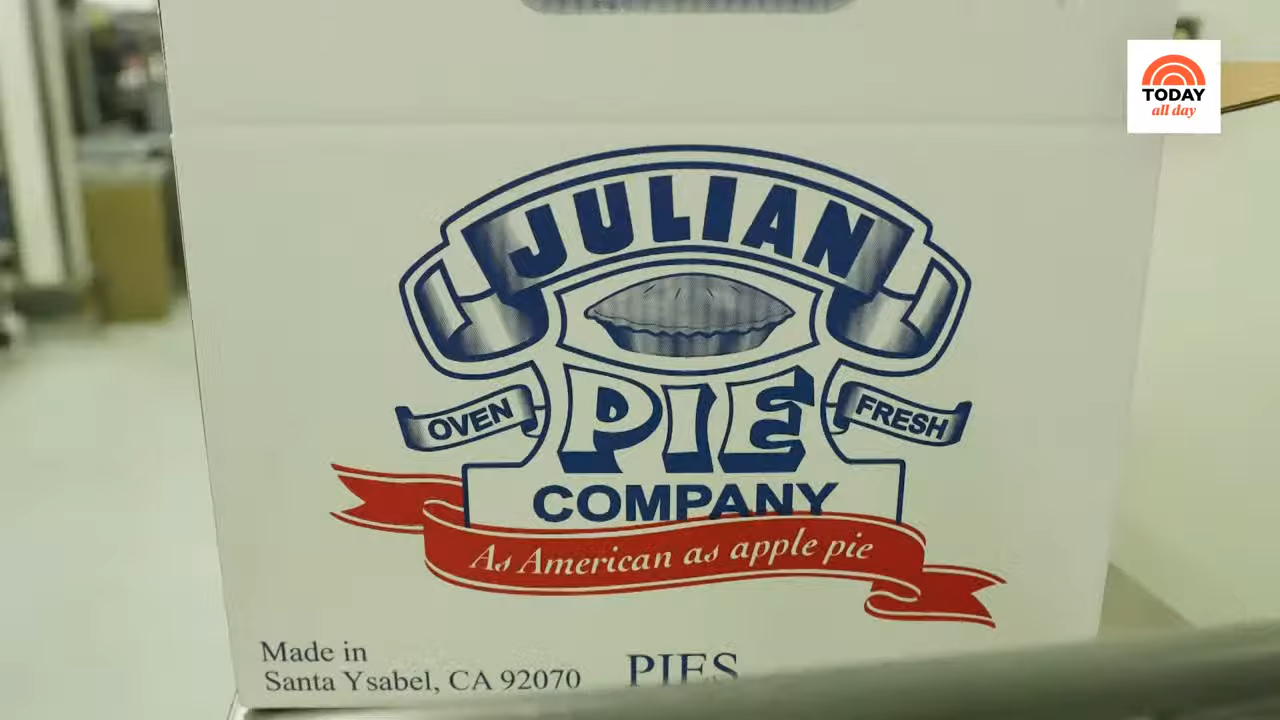 TODAY
all day
JULIAN
OVEN
PIE
FRESH
COMPANY
As American as apple pie
Made in
Santa Ysabel, CA 92070
PIES